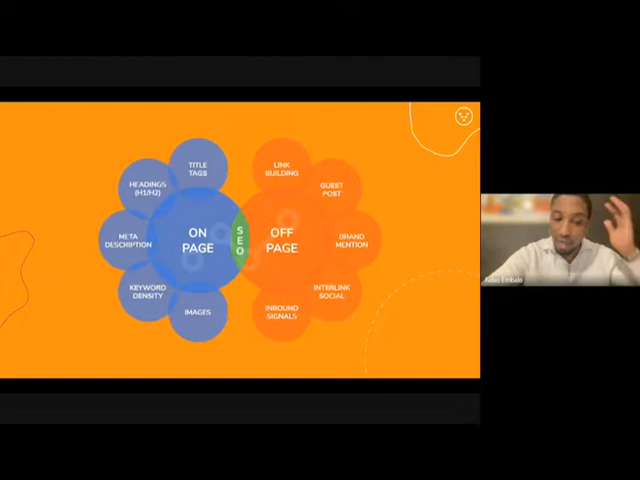 TITLE
TAGS
HEADINGS
(H1/H2)
META
DESCRIPTION
KEYWORD
DENSITY
IMAGES
ON
PAGE
SEO
OFF
PAGE
LINK
BUILDING
GUEST
POST
BRAND
MENTION
INTERLINK
SOCIAL
INBOUND
SIGNALS